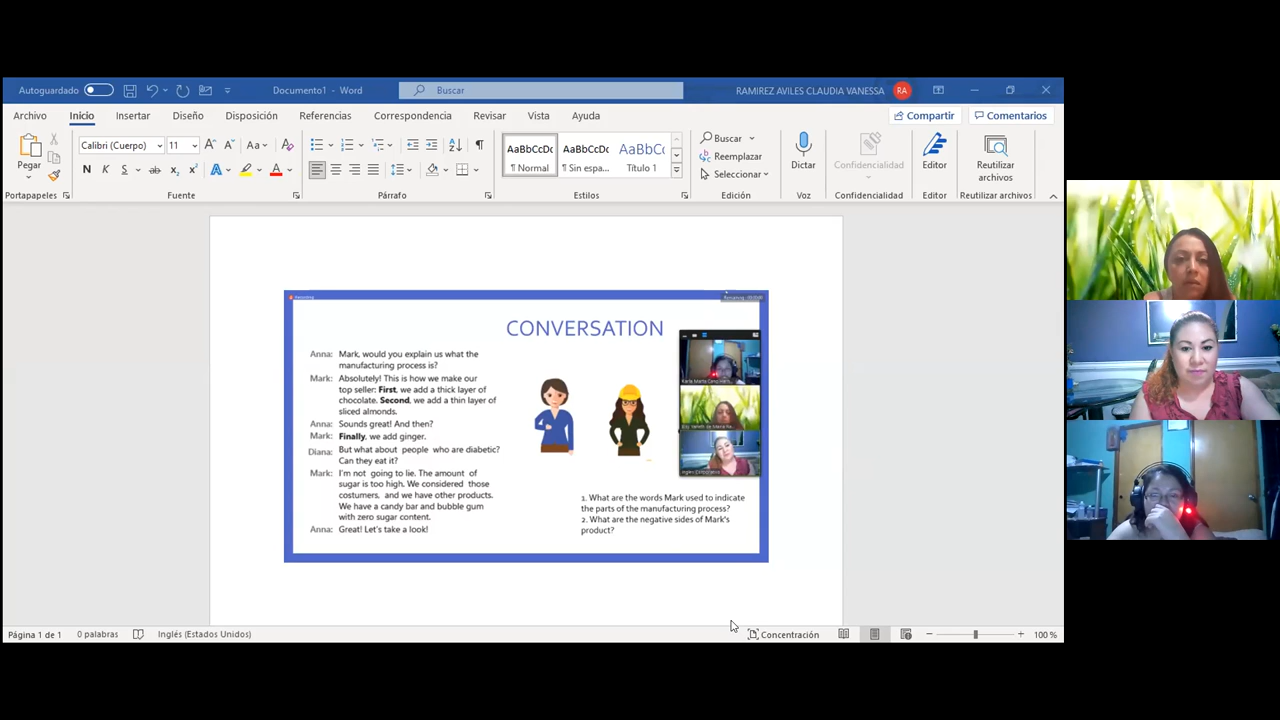 Autoguardado
Documento1 - Word
Buscar
RAMIREZ AVILES CLAUDIA VANESSA
RA
Archivo Inicio Insertar Diseño Disposición Referencias Correspondencia Revisar Vista Ayuda
Compartir
Comentarios
Pegar
Calibri (Cuerpo) 11
N K S ab x₂ x²
AaBbCcDc AaBbCcDc AaBbCc
¶ Normal ¶ Sin espa... Título 1
Buscar
Reemplazar
Seleccionar
Dictar
Confidencialidad
Editor
Reutilizar archivos
Portapapeles Fuente Párrafo Estilos Edición Voz Confidencialidad Editor Reutilizar archivos
CONVERSATION
Anna: Mark, would you explain us what the
manufacturing process is?
Mark: Absolutely! This is how we make our
top seller: First, we add a thick layer of
chocolate. Second, we add a thin layer of
sliced almonds.
Anna: Sounds great! And then?
Mark: Finally, we add ginger.
Diana: But what about people who are diabetic?
Can they eat it?
Mark: I'm not going to lie. The amount of
sugar is too high. We considered those
costumers, and we have other products.
We have a candy bar and bubble gum
with zero sugar content.
Anna: Great! Let's take a look!
1. What are the words Mark used to indicate
the parts of the manufacturing process?
2. What are the negative sides of Mark's
product?
Página 1 de 1 0 palabras Inglés (Estados Unidos)
Concentración
100 %